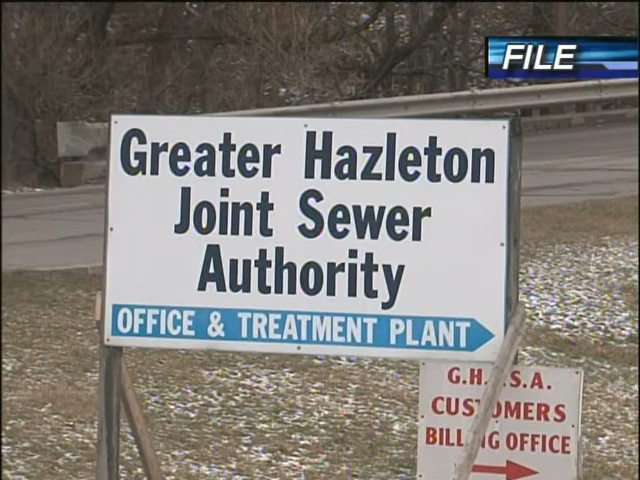 FILE
Greater Hazleton
Joint Sewer
Authority
OFFICE & TREATMENT PLANT
CUSTOMERS
BILLING OFFICE